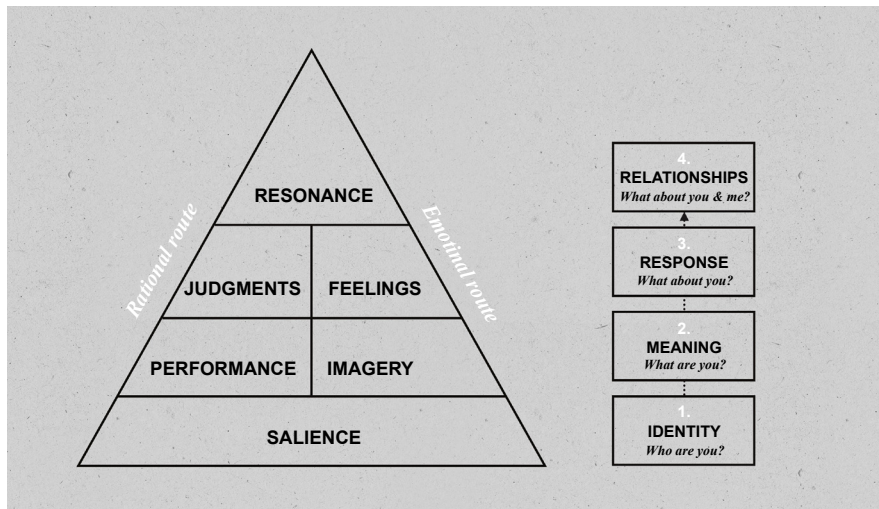 Rational route
Emotinal route
RESONANCE
JUDGMENTS FEELINGS
PERFORMANCE IMAGERY
SALIENCE
4.
RELATIONSHIPS
What about you & me?
3.
RESPONSE
What about you?
2.
MEANING
What are you?
1.
IDENTITY
Who are you?